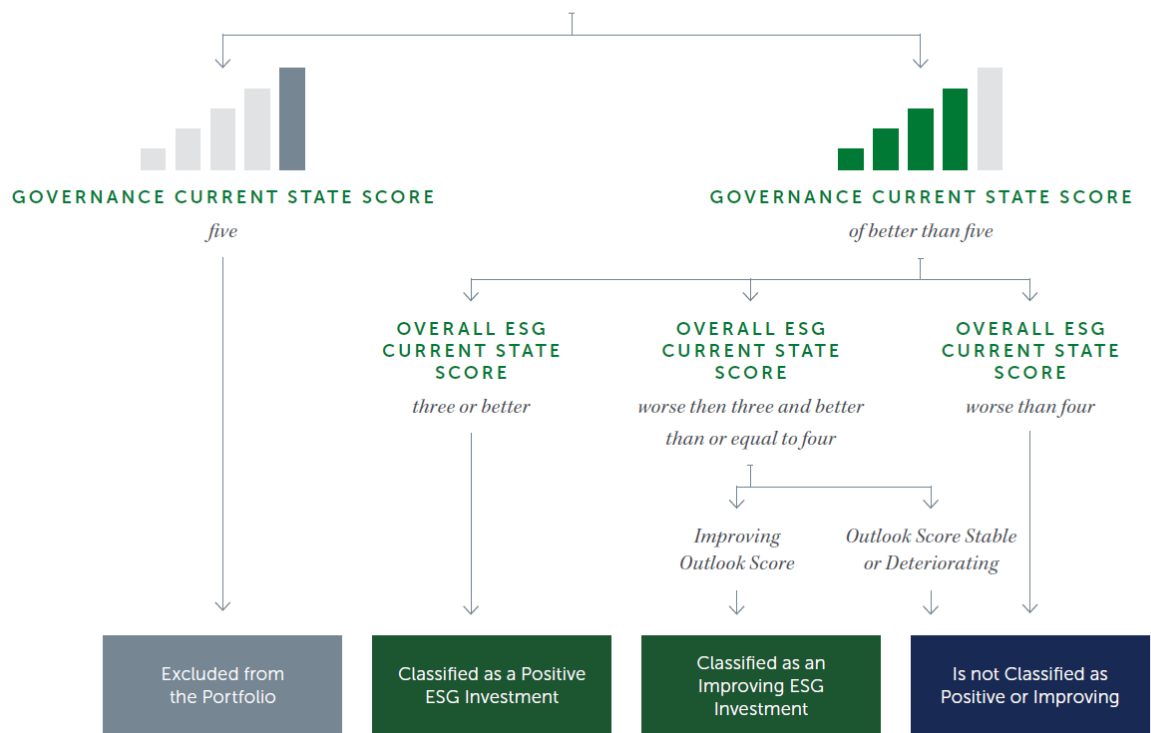 GOVERNANCE CURRENT STATE SCORE
five
GOVERNANCE CURRENT STATE SCORE
of better than five
OVERALL ESG
CURRENT STATE
SCORE
three or better
OVERALL ESG
CURRENT STATE
SCORE
worse then three and better
than or equal to four
OVERALL ESG
CURRENT STATE
SCORE
worse than four
Improving
Outlook Score
Outlook Score Stable
or Deteriorating
Excluded from
the Portfolio
Classified as a Positive
ESG Investment
Classified as an
Improving ESG
Investment
Is not Classified as
Positive or Improving